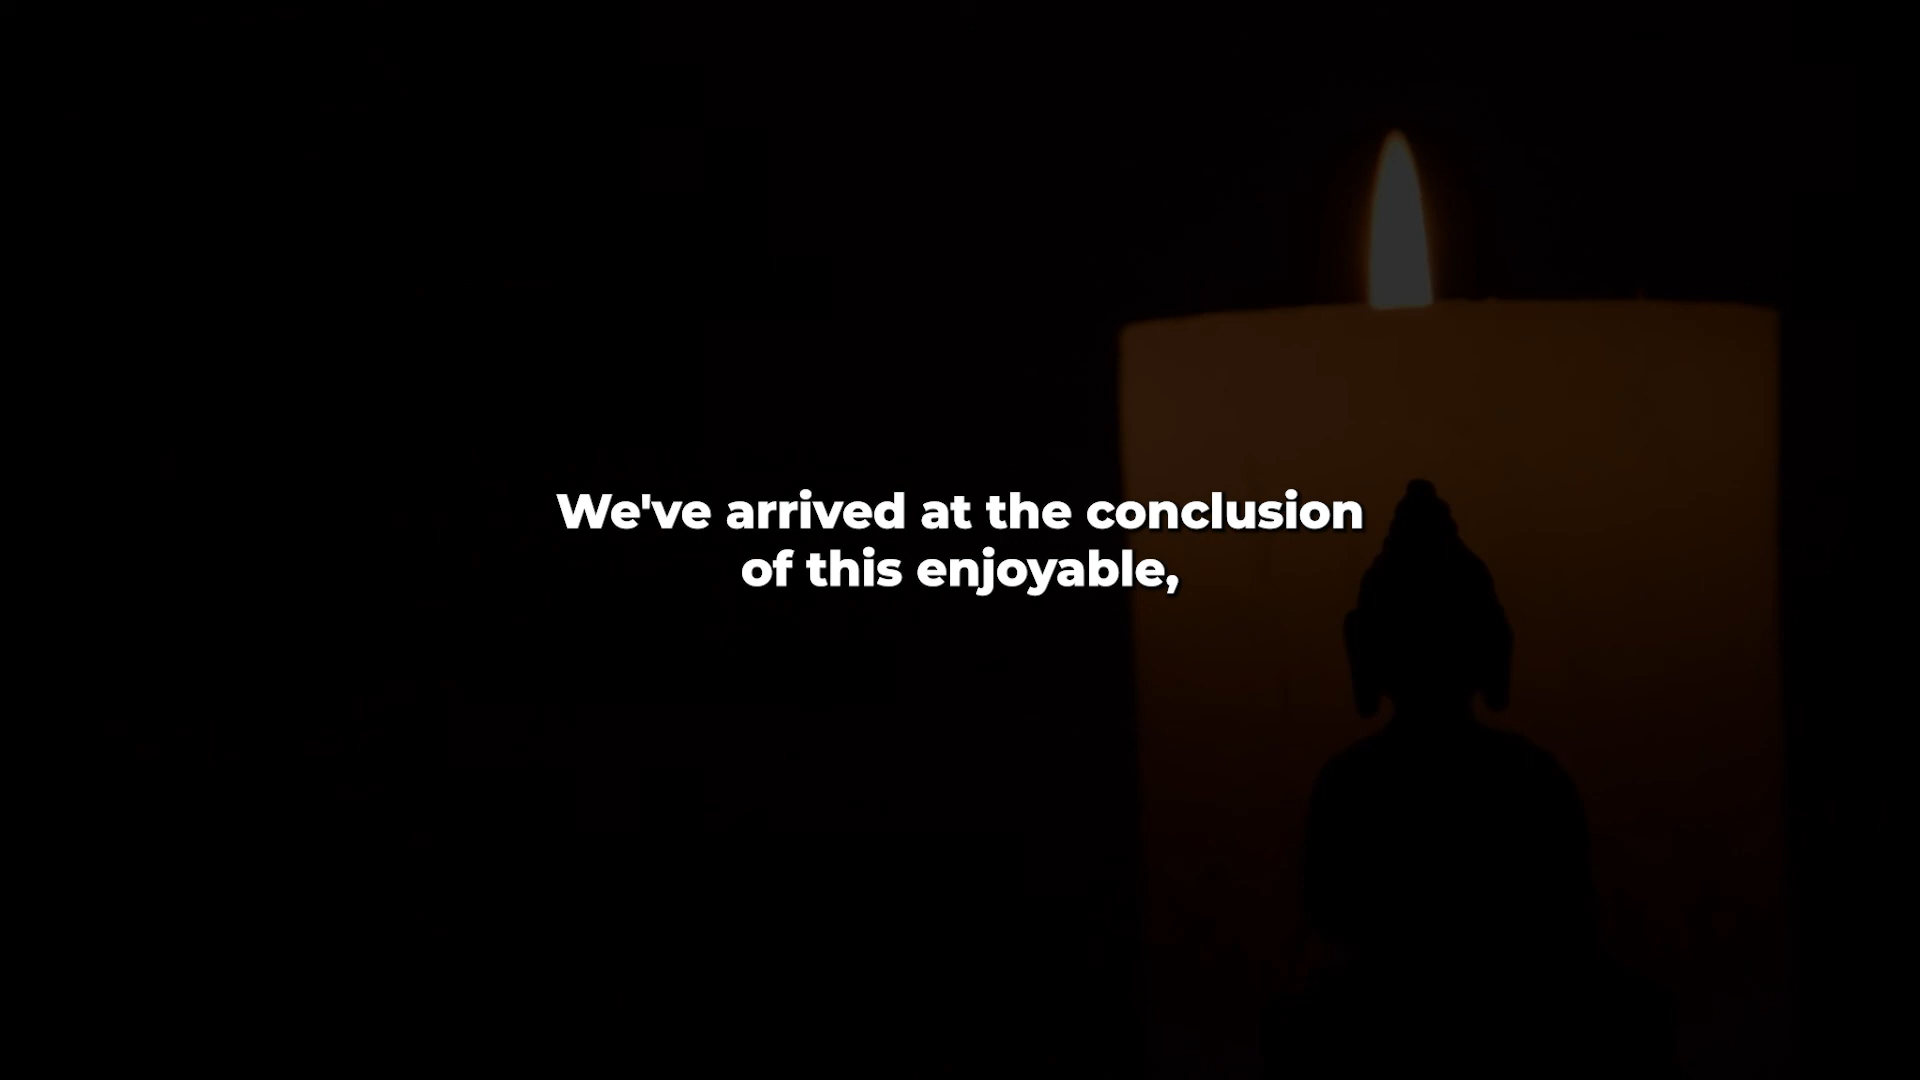 We've arrived at the conclusion
of this enjoyable,